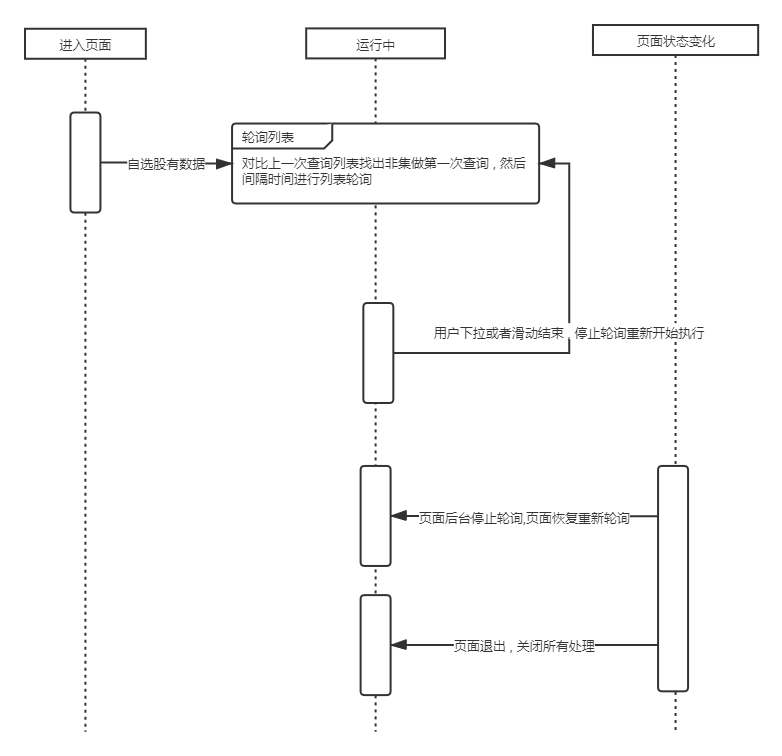 进入页面
运行中
页面状态变化
轮询列表
自选股有数据
对比上一次查询列表找出非集做第一次查询，然后
间隔时间进行列表轮询
用户下拉或者滑动结束，停止轮询重新开始执行
页面后台停止轮询,页面恢复重新轮询
页面退出，关闭所有处理